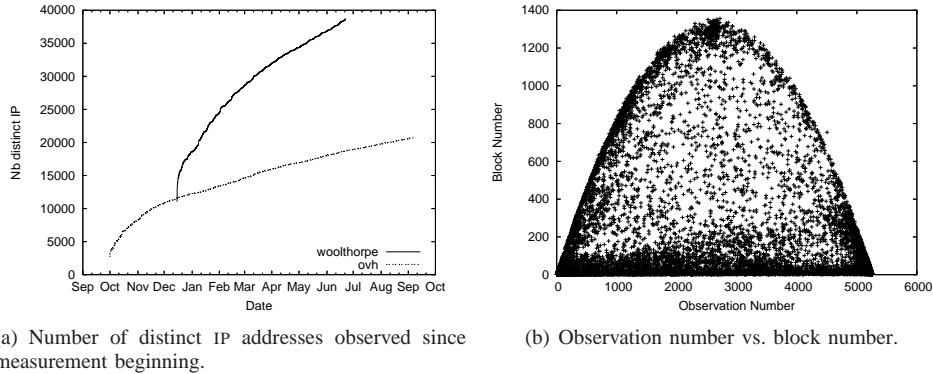 40000
35000
30000
25000
20000
15000
10000
5000
0
Nb distinct IP
woolthorpe
ovh
Sep Oct Nov Dec Jan Feb Mar Apr May Jun Jul Aug Sep Oct
Date
1400
1200
1000
800
600
400
200
0
Block Number
0 1000 2000 3000 4000 5000 6000
Observation Number
(a) Number of distinct IP addresses observed since
measurement beginning.
(b) Observation number vs. block number.